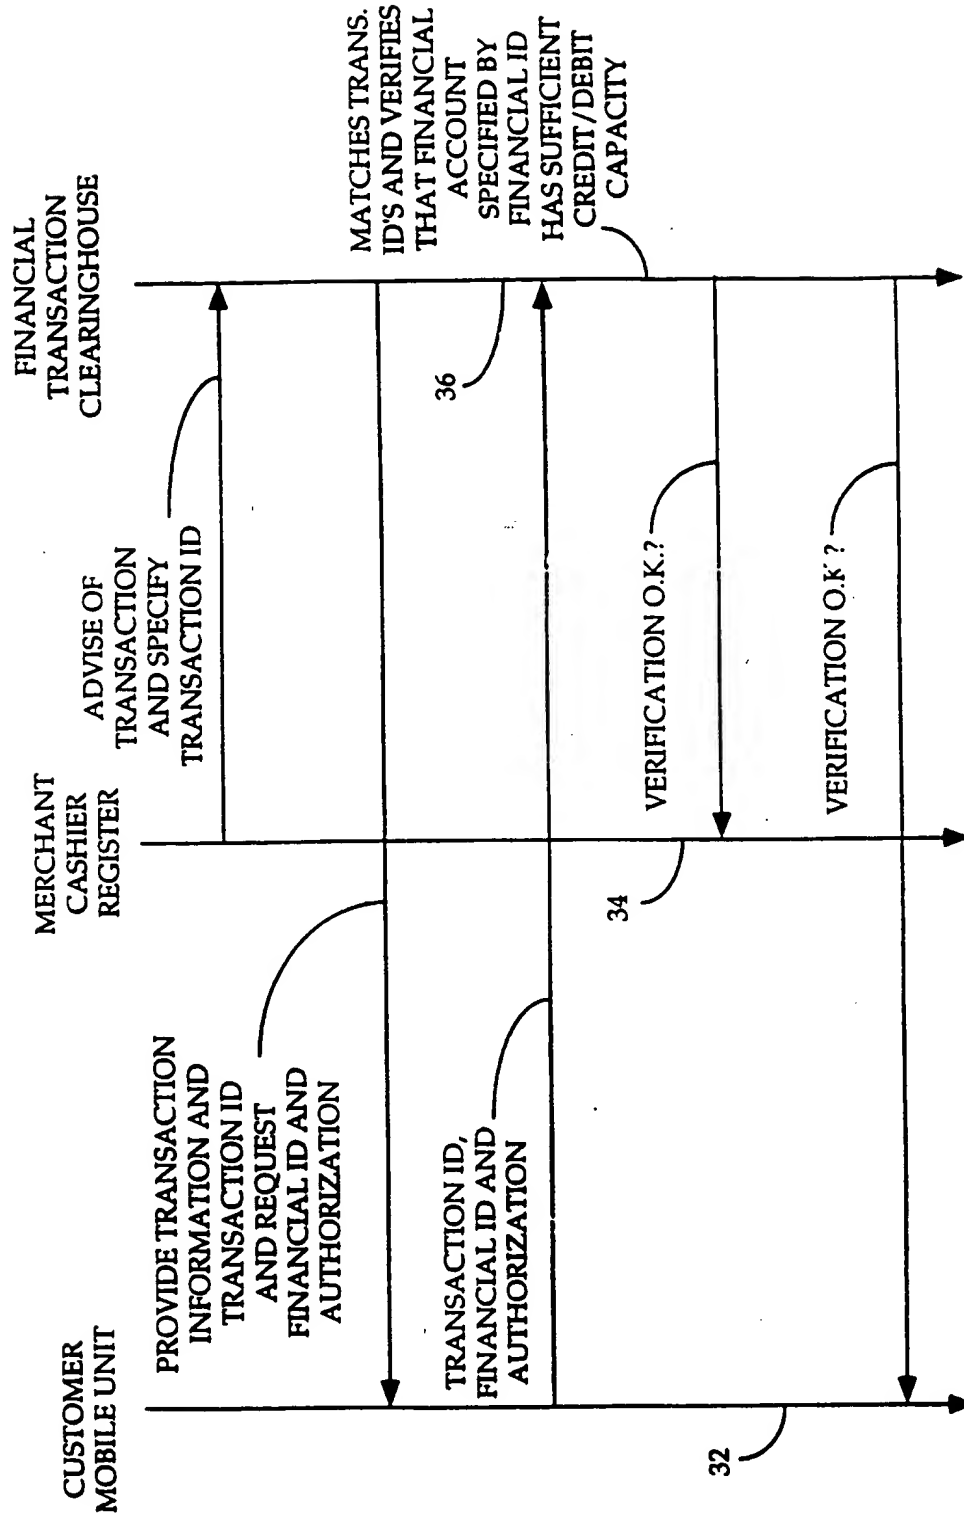 CUSTOMER
MOBILE UNIT
MERCHANT
CASHIER
REGISTER
FINANCIAL
TRANSACTION
CLEARINGHOUSE
ADVISE OF
TRANSACTION
AND SPECIFY
TRANSACTION ID
PROVIDE TRANSACTION
INFORMATION AND
TRANSACTION ID
AND REQUEST
FINANCIAL ID AND
AUTHORIZATION
TRANSACTION ID,
FINANCIAL ID AND
AUTHORIZATION
36
MATCHES TRANS.
ID'S AND VERIFIES
THAT FINANCIAL
ACCOUNT
SPECIFIED BY
FINANCIAL ID
HAS SUFFICIENT
CREDIT/DEBIT
CAPACITY
34
VERIFICATION O.K.?
32
VERIFICATION O.K ?